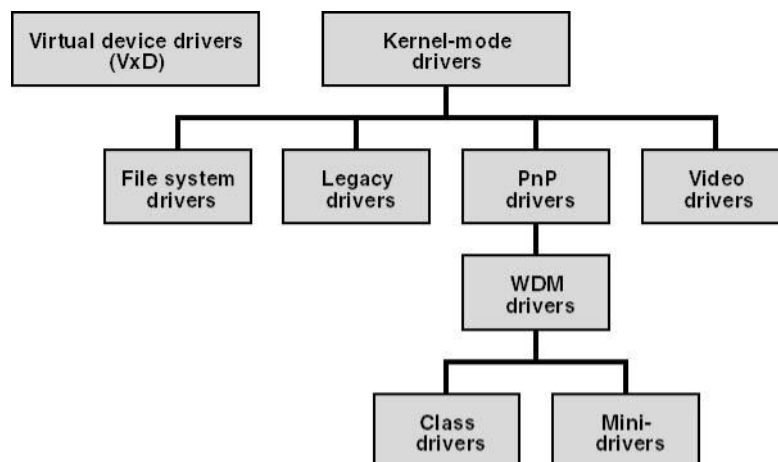 Virtual device drivers
(VxD)
Kernel-mode
drivers
File system
drivers
Legacy
drivers
PnP
drivers
Video
drivers
WDM
drivers
Class
drivers
Mini-
drivers